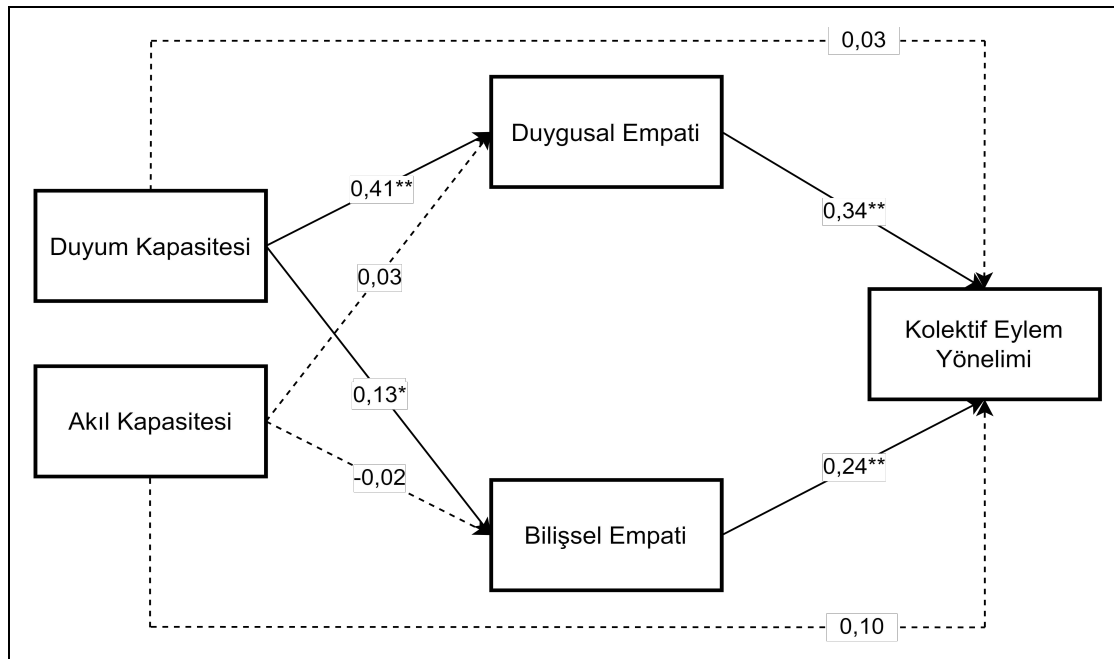 0,03
Duygusal Empati
0,41**
0,34**
Duyum Kapasitesi
0,03
Kolektif Eylem
Yönelimi
0,13*
Akıl Kapasitesi
-0,02
0,24**
Bilişsel Empati
0,10